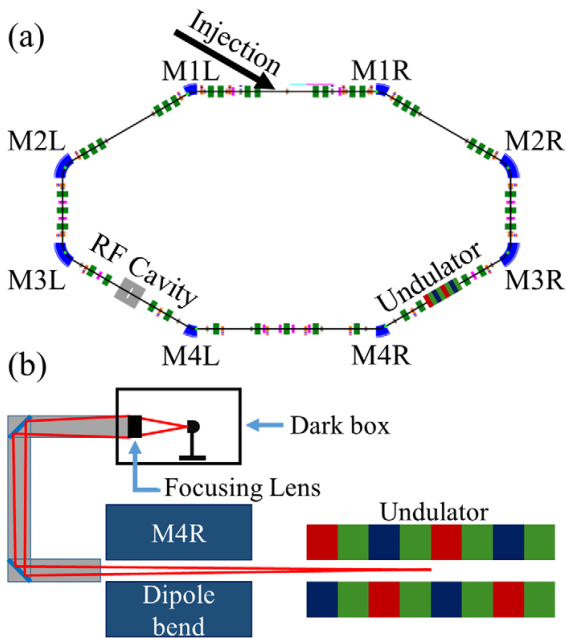 (a)
Injection
M1L
M1R
M2L
M2R
RF Cavity
Undulator
M3L
M3R
M4L
M4R
(b)
Dark box
Focusing Lens
Undulator
M4R
Dipole
bend